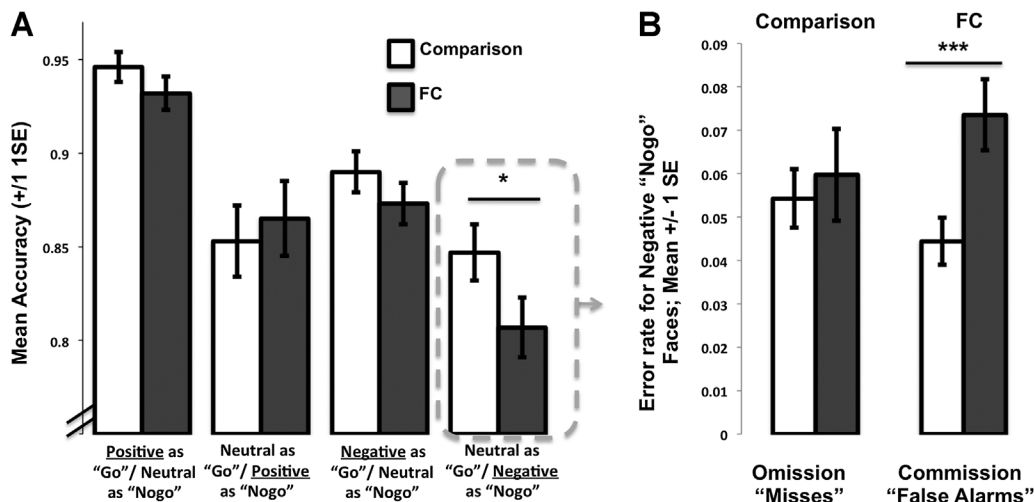 A
Mean Accuracy (+/1 1SE)
0.95
0.9
0.85
0.8
Comparison
FC
*
Positive as
“Go”/ Neutral
as “Nogo”
Neutral as
“Go”/ Positive
as “Nogo”
Negative as
“Go”/ Neutral
as “Nogo”
Neutral as
“Go”/ Negative
as “Nogo”
B
Comparison
FC
***
Error rate for Negative “Nogo”
Faces; Mean +/- 1 SE
0.09
0.08
0.07
0.06
0.05
0.04
0.03
0.02
0.01
0
Omission
“Misses”
Commission
“False Alarms”